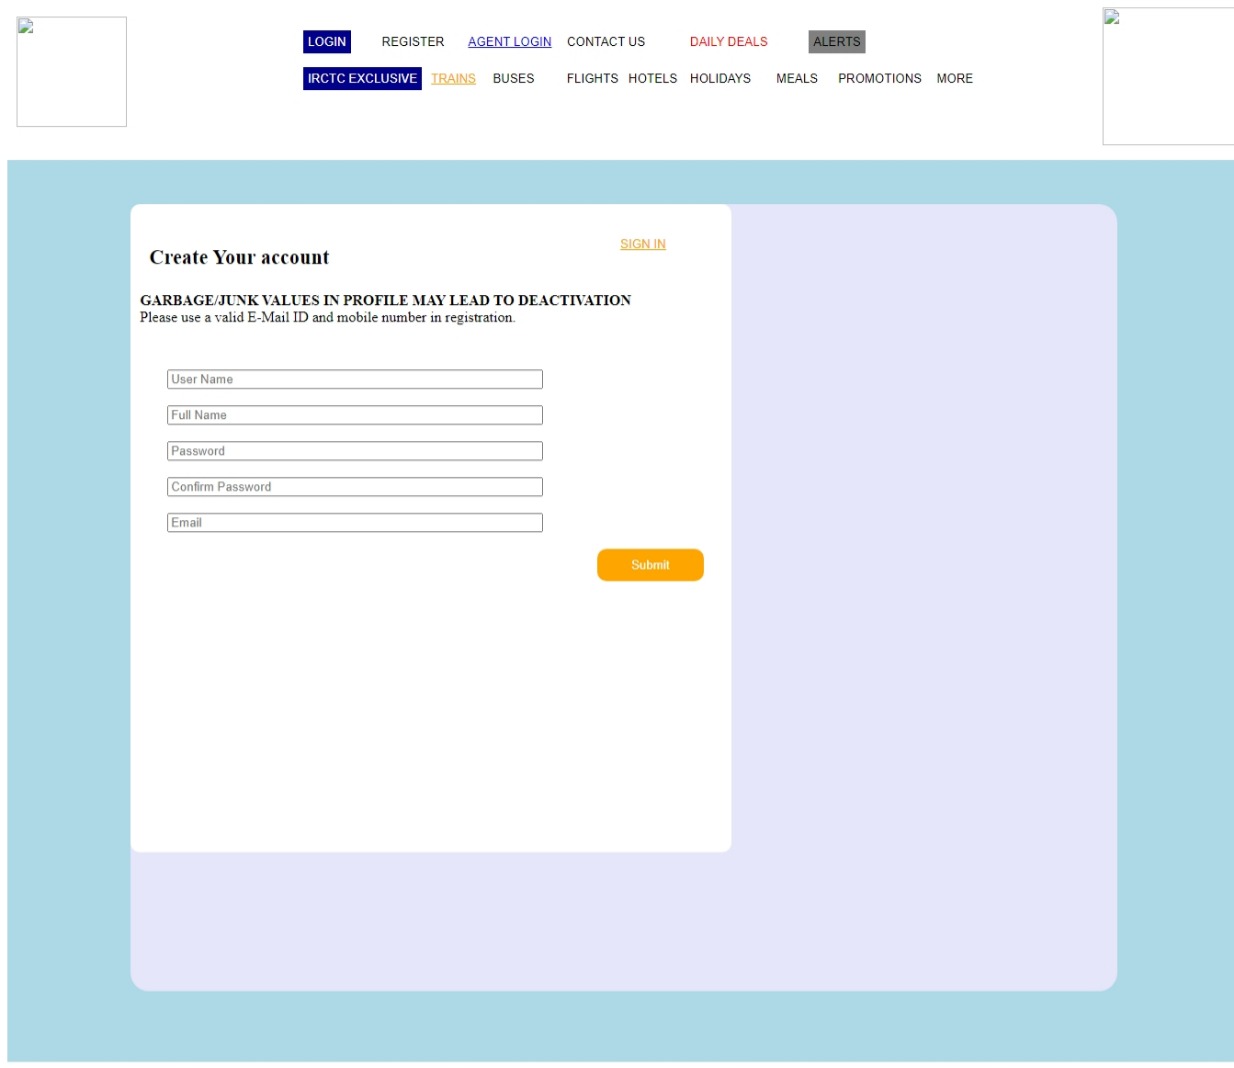 LOGIN REGISTER AGENT LOGIN CONTACT US DAILY DEALS ALERTS
IRCTC EXCLUSIVE TRAINS BUSES FLIGHTS HOTELS HOLIDAYS MEALS PROMOTIONS MORE
SIGN IN
Create Your account
GARBAGE/JUNK VALUES IN PROFILE MAY LEAD TO DEACTIVATION
Please use a valid E-Mail ID and mobile number in registration.
User Name
Full Name
Password
Confirm Password
Email
Submit